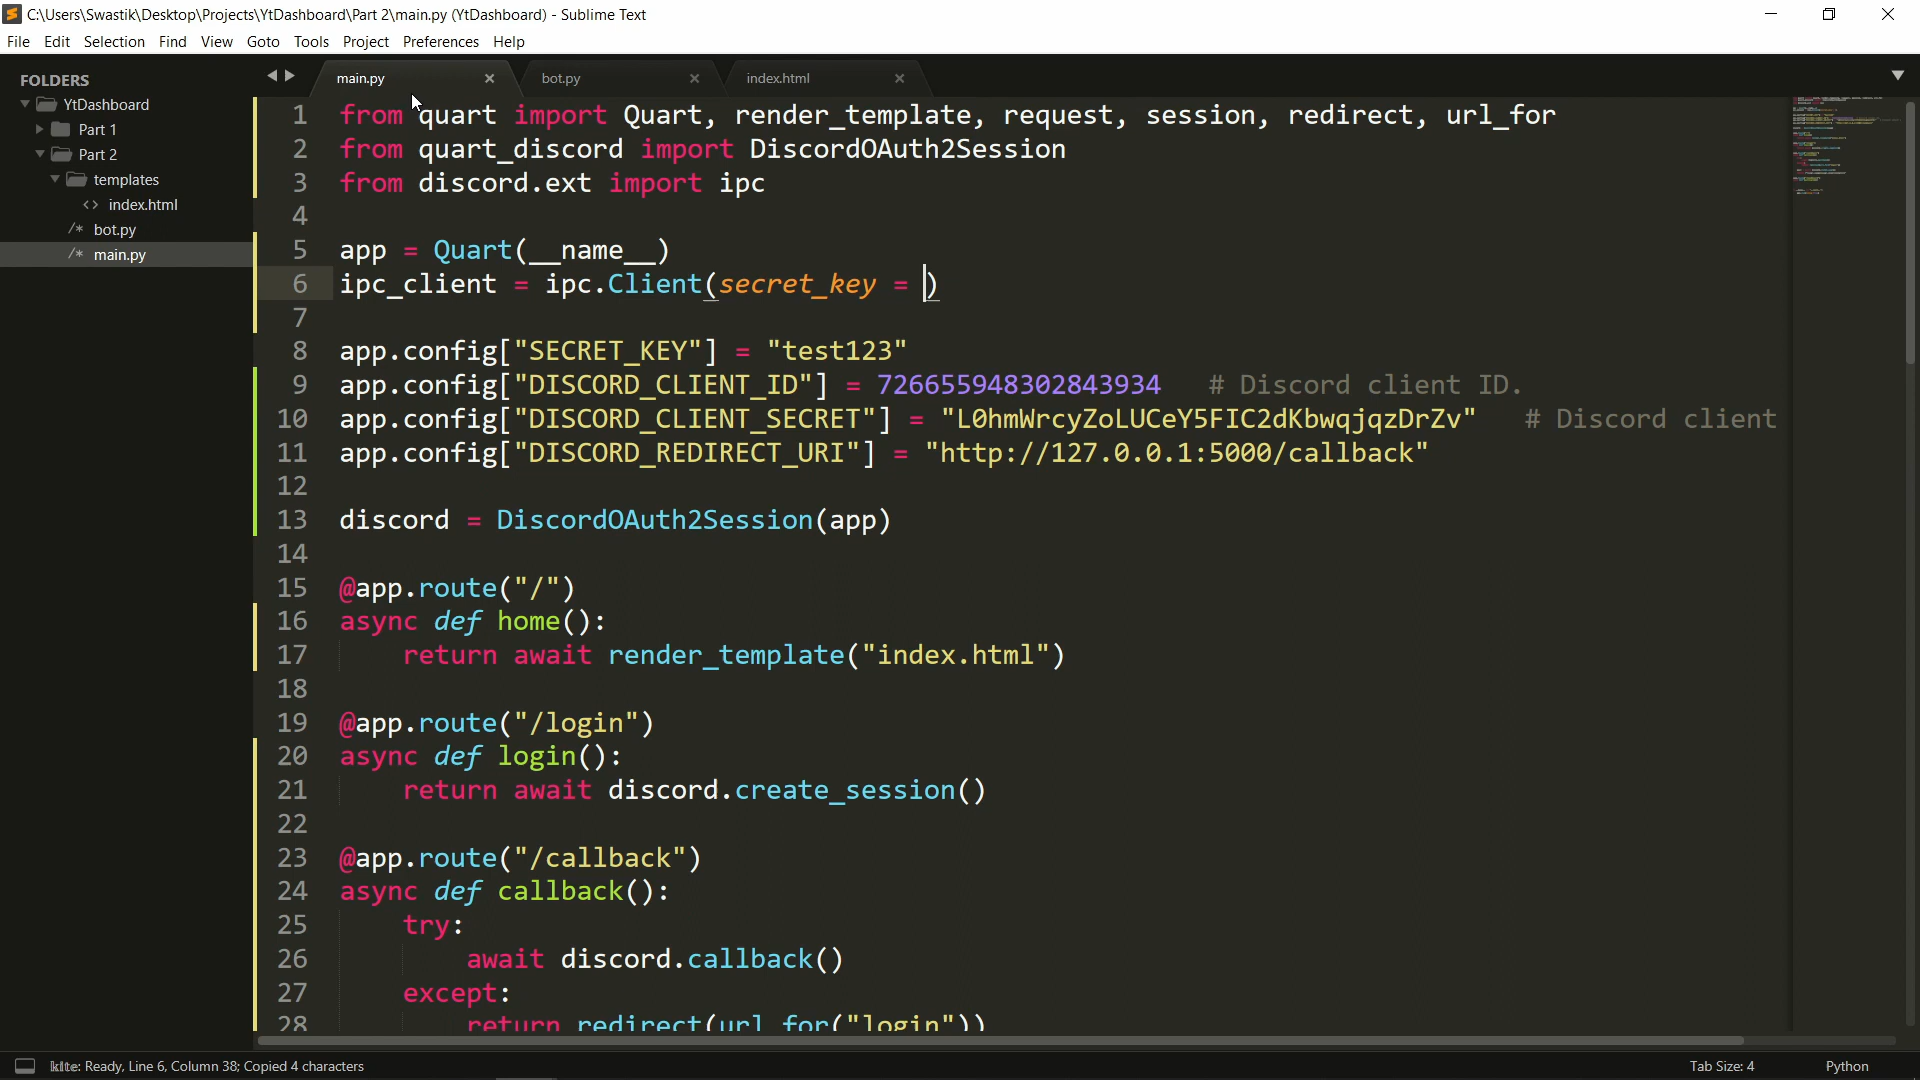 C:\Users\Swastik\Desktop\Projects\YtDashboard\Part 2\main.py (YtDashboard) - Sublime Text
File Edit Selection Find View Goto Tools Project Preferences Help
FOLDERS
YtDashboard
Part 1
Part 2
templates
<> index.html
/* bot.py
/* main.py
main.py × bot.py × index.html ×
1 from quart import Quart, render_template, request, session, redirect, url_for
2 from quart_discord import DiscordOAuth2Session
3 from discord.ext import ipc
4
5 app = Quart(__name__)
6 ipc_client = ipc.Client(secret_key = )
7
8 app.config["SECRET_KEY"] = "test123"
9 app.config["DISCORD_CLIENT_ID"] = 726655948302843934   # Discord client ID.
10 app.config["DISCORD_CLIENT_SECRET"] = "L0hmWrcyZoLUCeY5FIC2dKbwqjqzDrZv"   # Discord client
11 app.config["DISCORD_REDIRECT_URI"] = "http://127.0.0.1:5000/callback"
12
13 discord = DiscordOAuth2Session(app)
14
15 @app.route("/")
16 async def home():
17     return await render_template("index.html")
18
19 @app.route("/login")
20 async def login():
21     return await discord.create_session()
22
23 @app.route("/callback")
24 async def callback():
25     try:
26         await discord.callback()
27     except:
28         return redirect(url_for("login"))
kite: Ready, Line 6, Column 38; Copied 4 characters
Tab Size: 4
Python